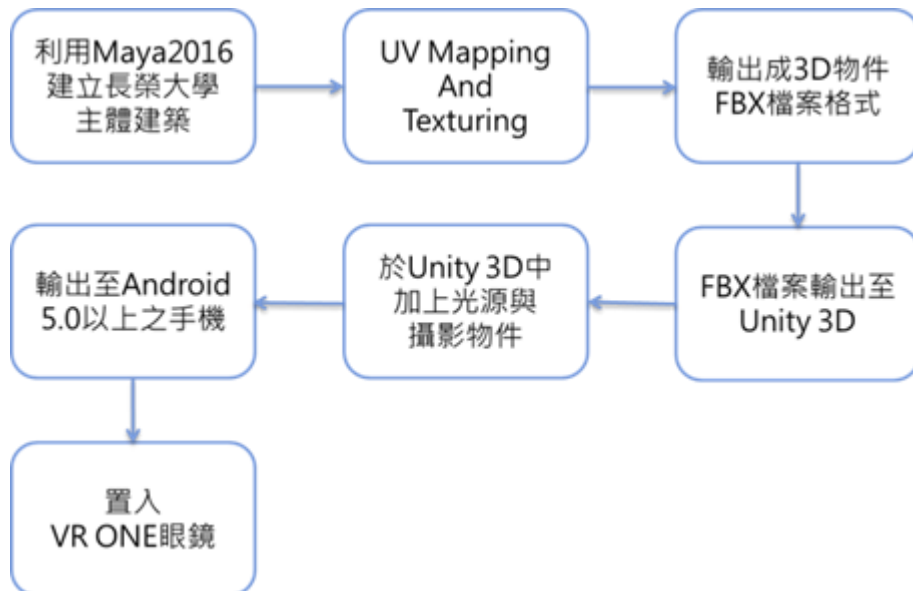 利用Maya2016
建立長榮大學
主體建築
UV Mapping
And
Texturing
輸出成3D物件
FBX檔案格式
FBX檔案輸出至
Unity 3D
於Unity 3D中
加上光源與
攝影物件
輸出至Android
5.0以上之手機
置入
VR ONE眼鏡